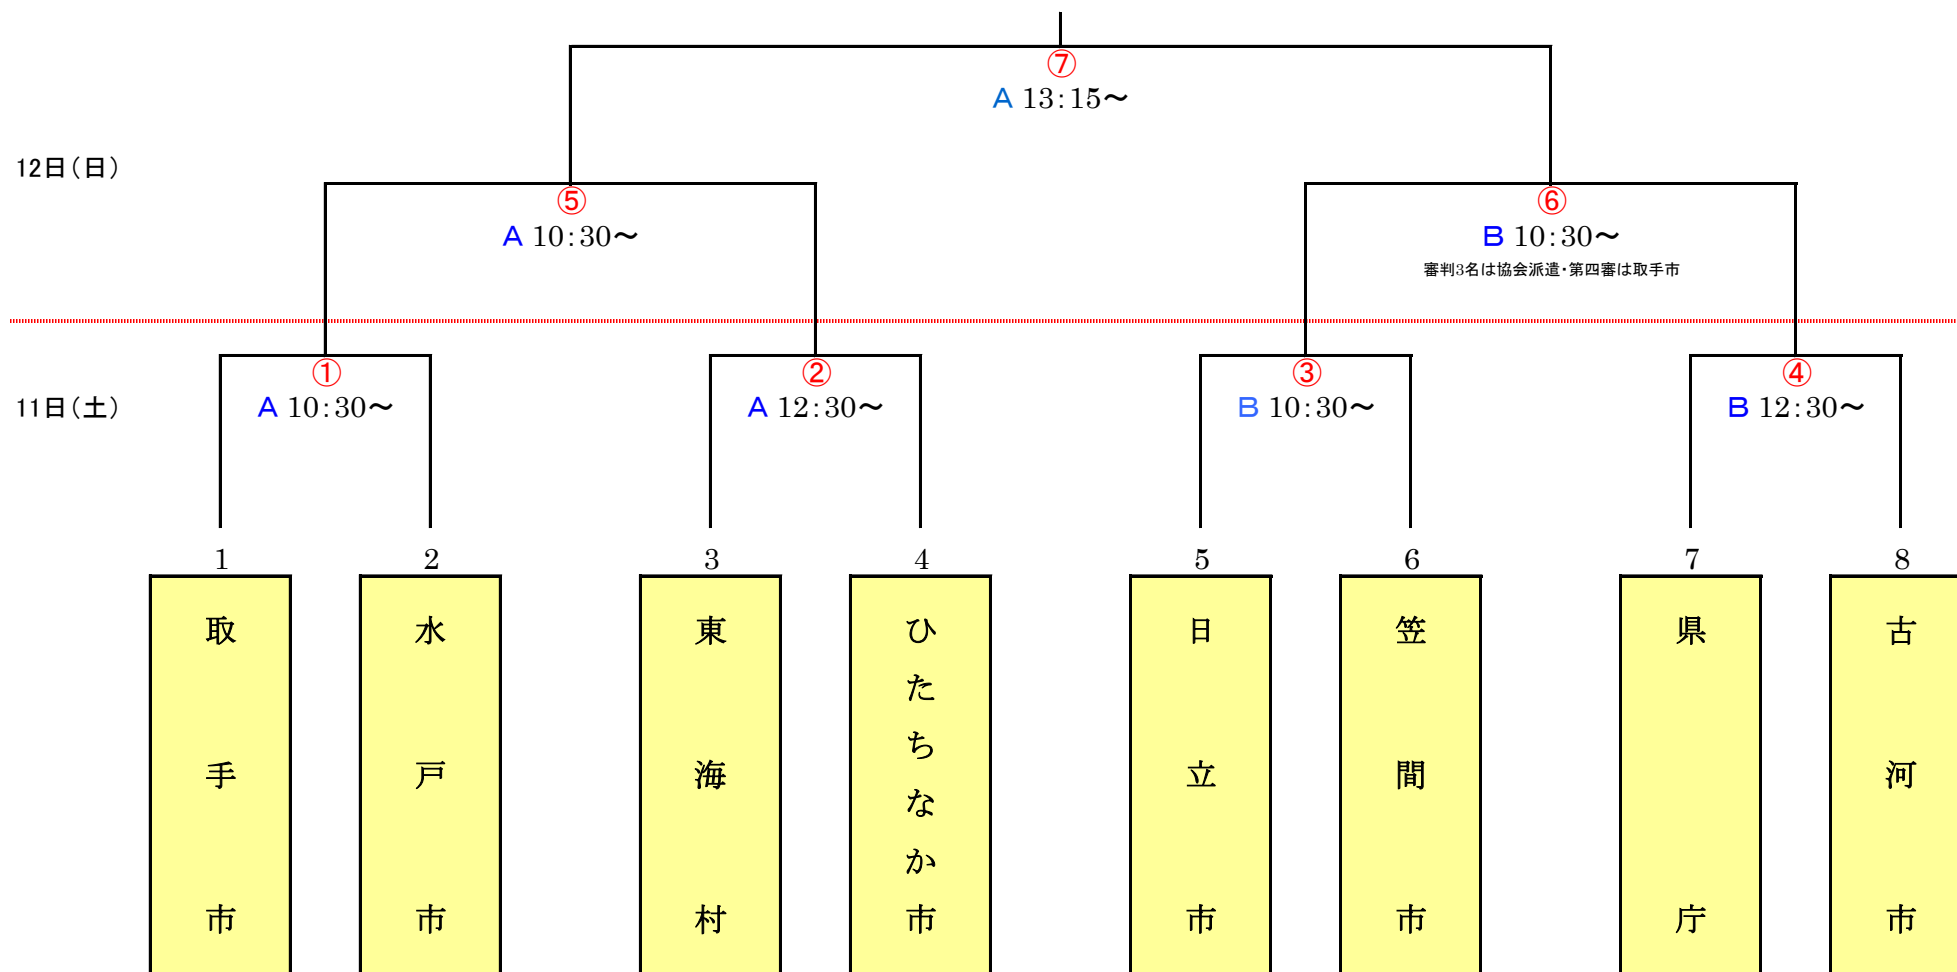 ⑦
A 13:15～
12日(日)
⑤
A 10:30～
⑥
B 10:30～
審判3名は協会派遣・第四審は取手市
①
A 10:30～
②
A 12:30～
③
B 10:30～
④
B 12:30～
11日(土)
1
2
3
4
5
6
7
8
取手市
水戸市
東海村
ひたちなか市
日立市
笠間市
県庁
古河市